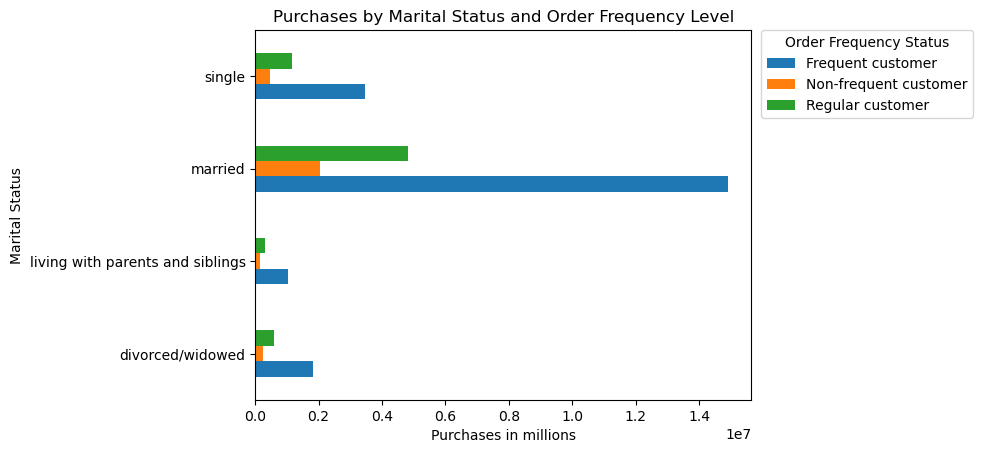 Purchases by Marital Status and Order Frequency Level
Order Frequency Status
Frequent customer
Non-frequent customer
Regular customer
Marital Status
single
married
living with parents and siblings
divorced/widowed
0.0 0.2 0.4 0.6 0.8 1.0 1.2 1.4
1e7
Purchases in millions